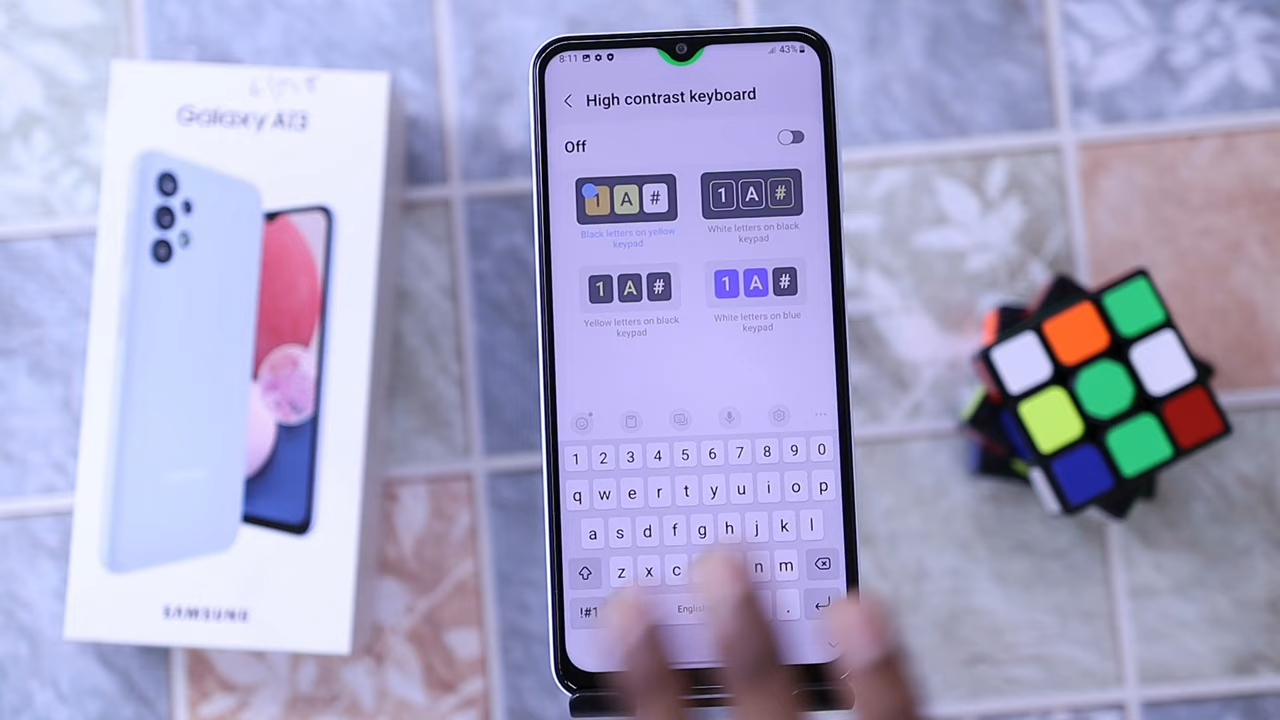 Galaxy A13
SAMSUNG
8:11
43%
High contrast keyboard
Off
1 A #
1 A #
Black letters on yellow
keypad
White letters on black
keypad
1 A #
1 A #
Yellow letters on black
keypad
White letters on blue
keypad
1 2 3 4 5 6 7 8 9 0
q w e r t y u i o p
a s d f g h j k l
z x c n m
!#1 .